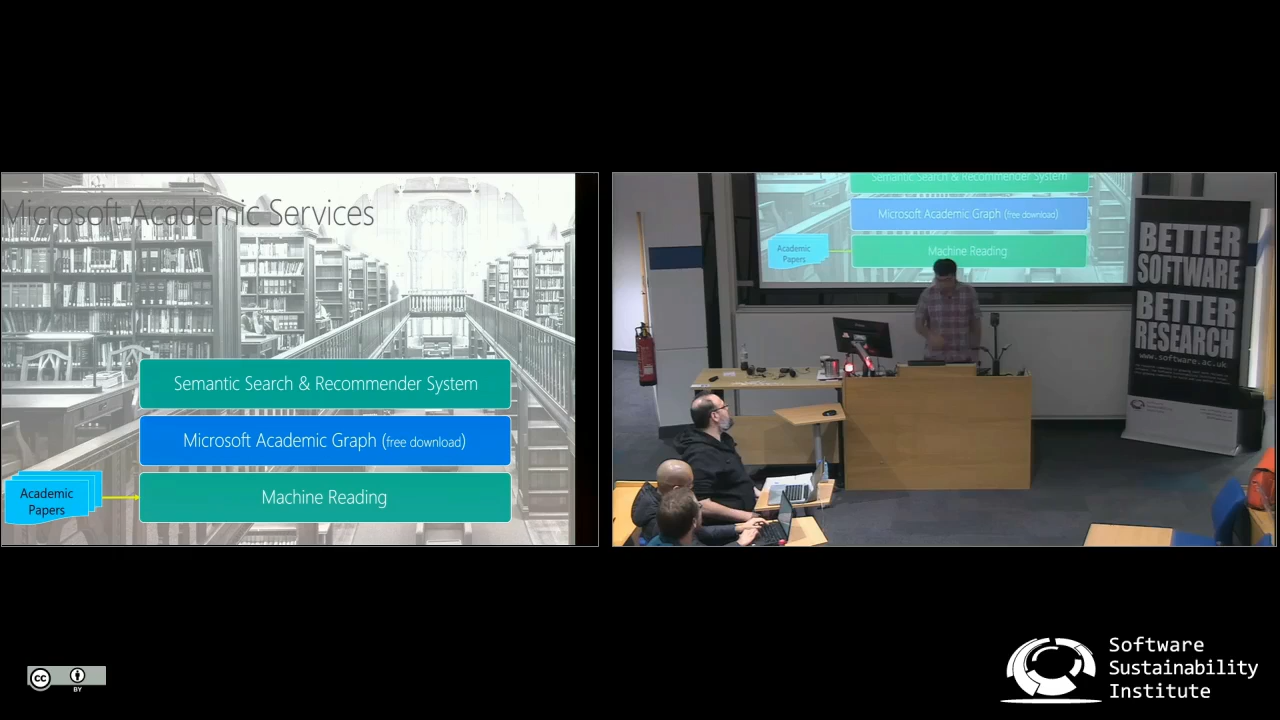 Microsoft Academic Services
Semantic Search & Recommender System
Microsoft Academic Graph (free download)
Academic
Papers
Machine Reading
Semantic Search & Recommender System
Microsoft Academic Graph (free download)
Academic
Papers
Machine Reading
BETTER
SOFTWARE
BETTER
RESEARCH
www.software.ac.uk
cc
BY
Software
Sustainability
Institute